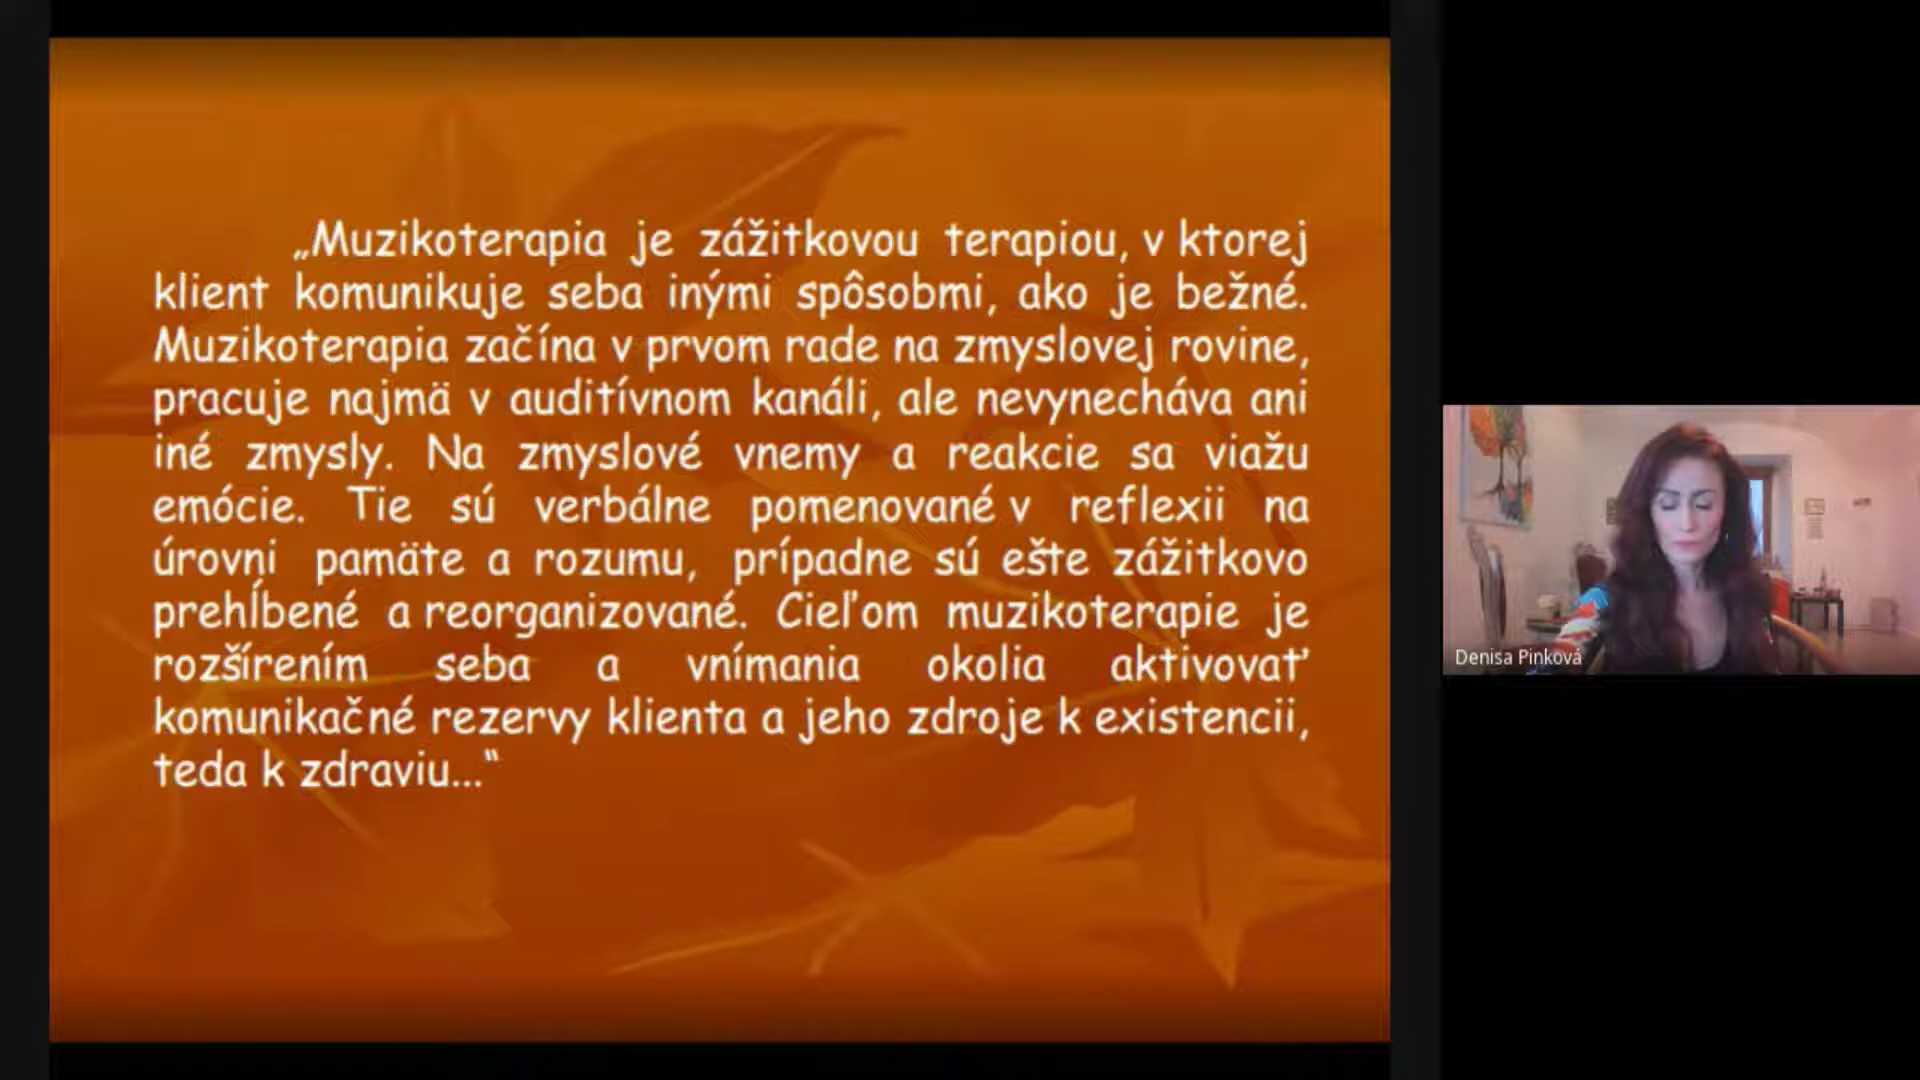 „Muzikoterapia je zážitkovou terapiou, v ktorej
klient komunikuje seba inými spôsobmi, ako je bežné.
Muzikoterapia začína v prvom rade na zmyslovej rovine,
pracuje najmä v auditívnom kanáli, ale nevynecháva ani
iné zmysly. Na zmyslové vnemy a reakcie sa viažu
emócie. Tie sú verbálne pomenované v reflexii na
úrovni pamäte a rozumu, prípadne sú ešte zážitkovo
prehĺbené a reorganizované. Cieľom muzikoterapie je
rozšírením seba a vnímania okolia aktivovať
komunikačné rezervy klienta a jeho zdroje k existencii,
teda k zdraviu...“
Denisa Pinková